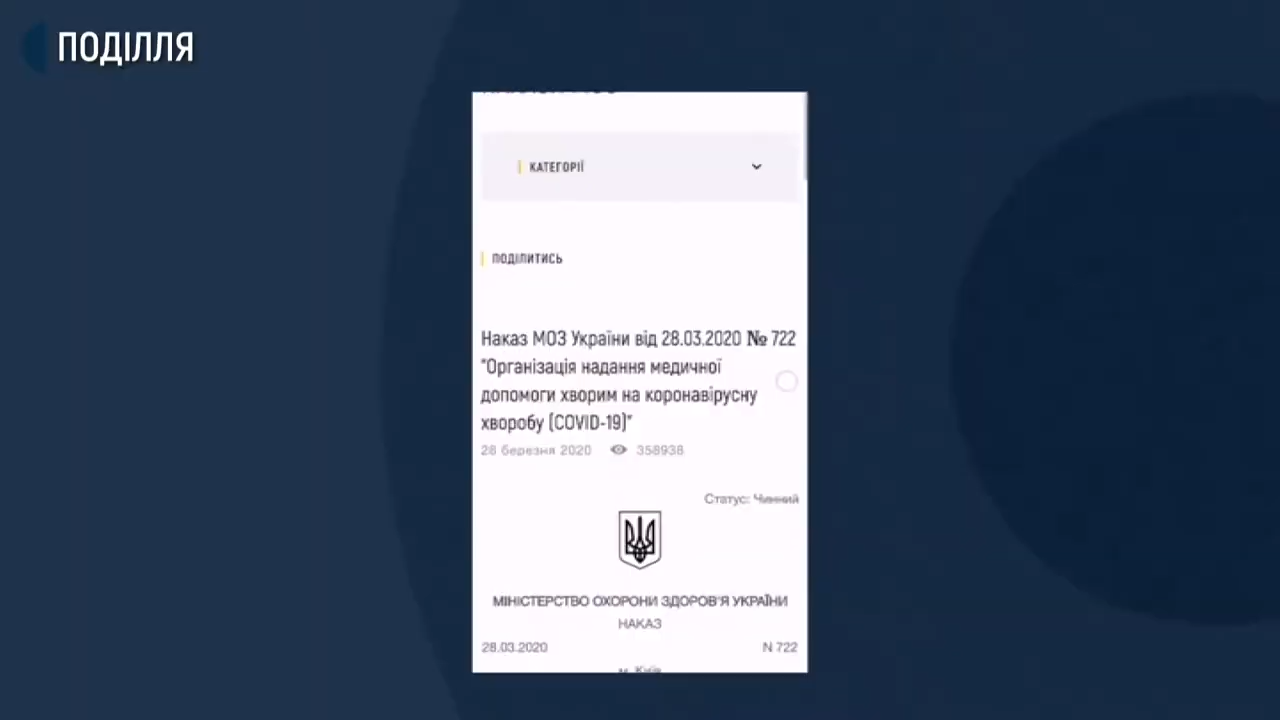 ПОДІЛЛЯ
КАТЕГОРІЇ
ПОДІЛИТИСЬ
Наказ МОЗ України від 28.03.2020 № 722
"Організація надання медичної
допомоги хворим на коронавірусну
хворобу (COVID-19)"
28 березня 2020 358938
Статус: Чинний
МІНІСТЕРСТВО ОХОРОНИ ЗДОРОВ'Я УКРАЇНИ
НАКАЗ
28.03.2020 N 722
м. Київ